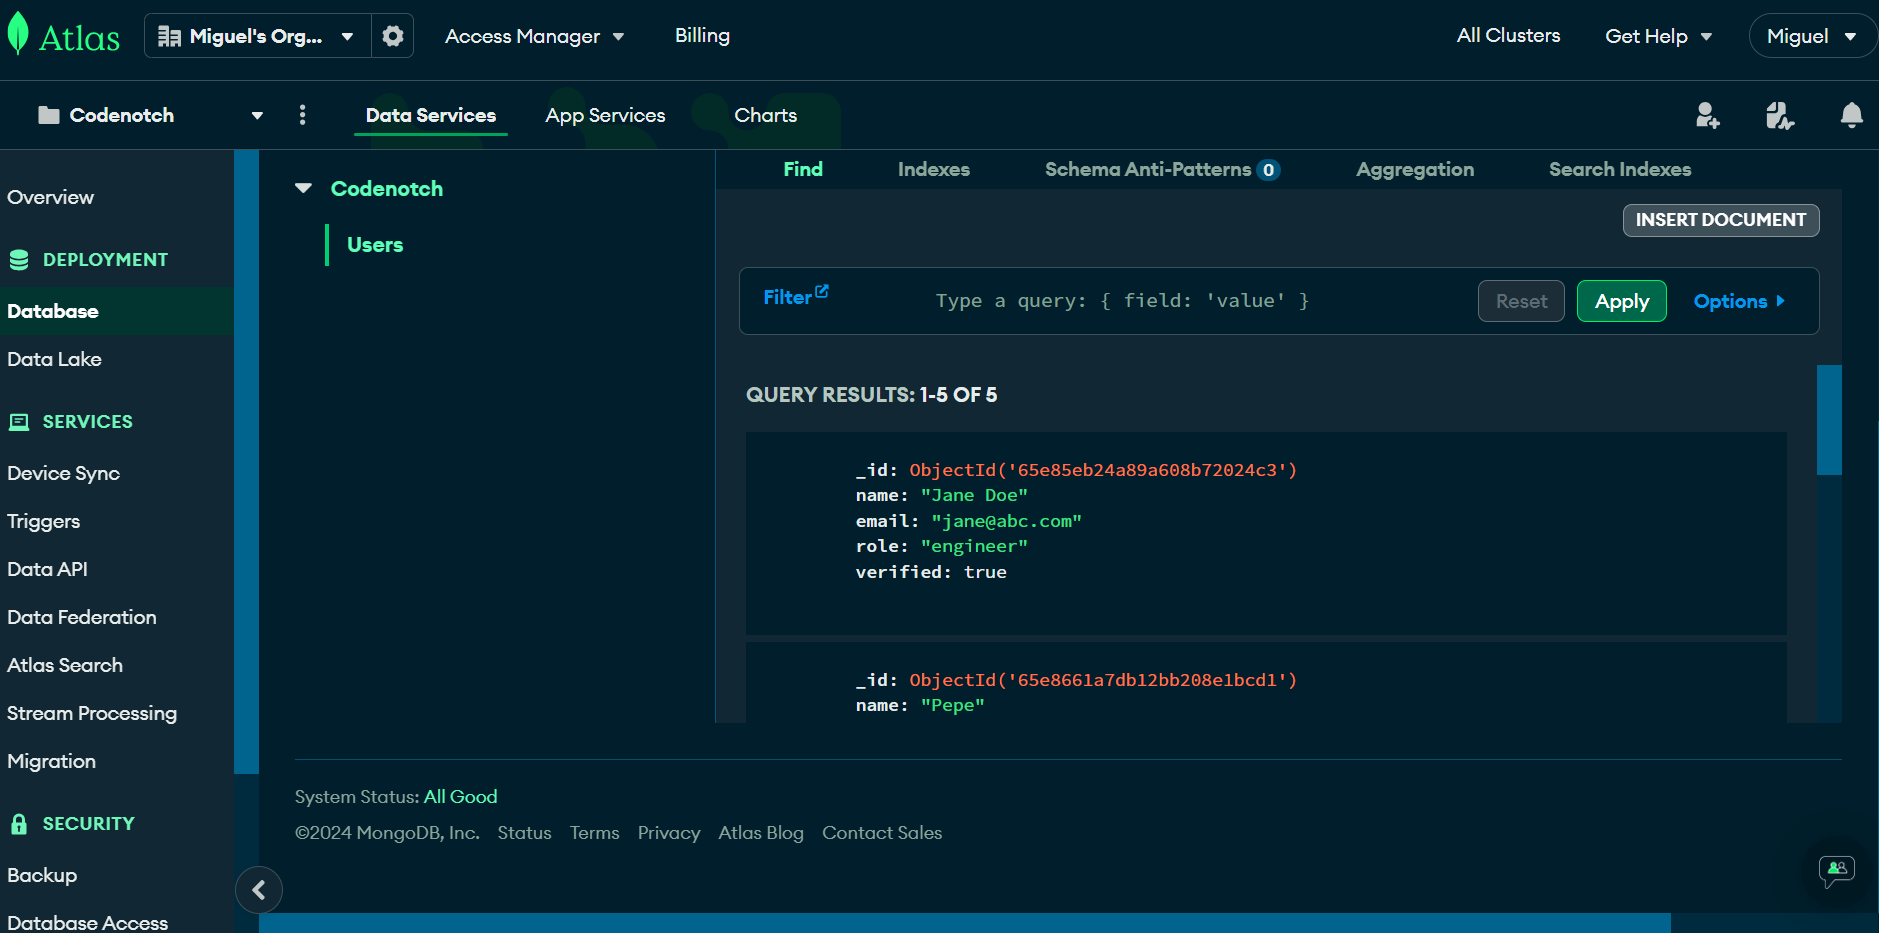 Atlas
Miguel's Org...
Access Manager
Billing
All Clusters
Get Help
Miguel
Codenotch
Data Services
App Services
Charts
Overview
DEPLOYMENT
Database
Data Lake
SERVICES
Device Sync
Triggers
Data API
Data Federation
Atlas Search
Stream Processing
Migration
SECURITY
Backup
Database Access
Codenotch
Users
Find
Indexes
Schema Anti-Patterns 0
Aggregation
Search Indexes
INSERT DOCUMENT
Filter
Type a query: { field: 'value' }
Reset
Apply
Options
QUERY RESULTS: 1-5 OF 5
_id: ObjectId('65e85eb24a89a608b72024c3')
name: "Jane Doe"
email: "jane@abc.com"
role: "engineer"
verified: true
_id: ObjectId('65e8661a7db12bb208e1bcd1')
name: "Pepe"
System Status: All Good
©2024 MongoDB, Inc. Status Terms Privacy Atlas Blog Contact Sales